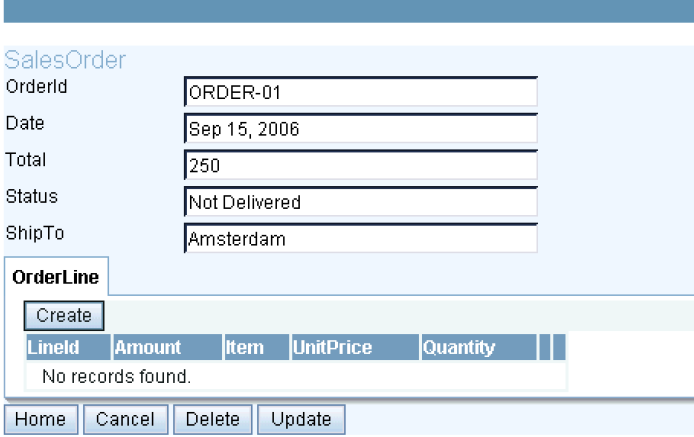 SalesOrder
OrderId ORDER-01
Date Sep 15, 2006
Total 250
Status Not Delivered
ShipTo Amsterdam
OrderLine
Create
LineId Amount Item UnitPrice Quantity
No records found.
Home Cancel Delete Update